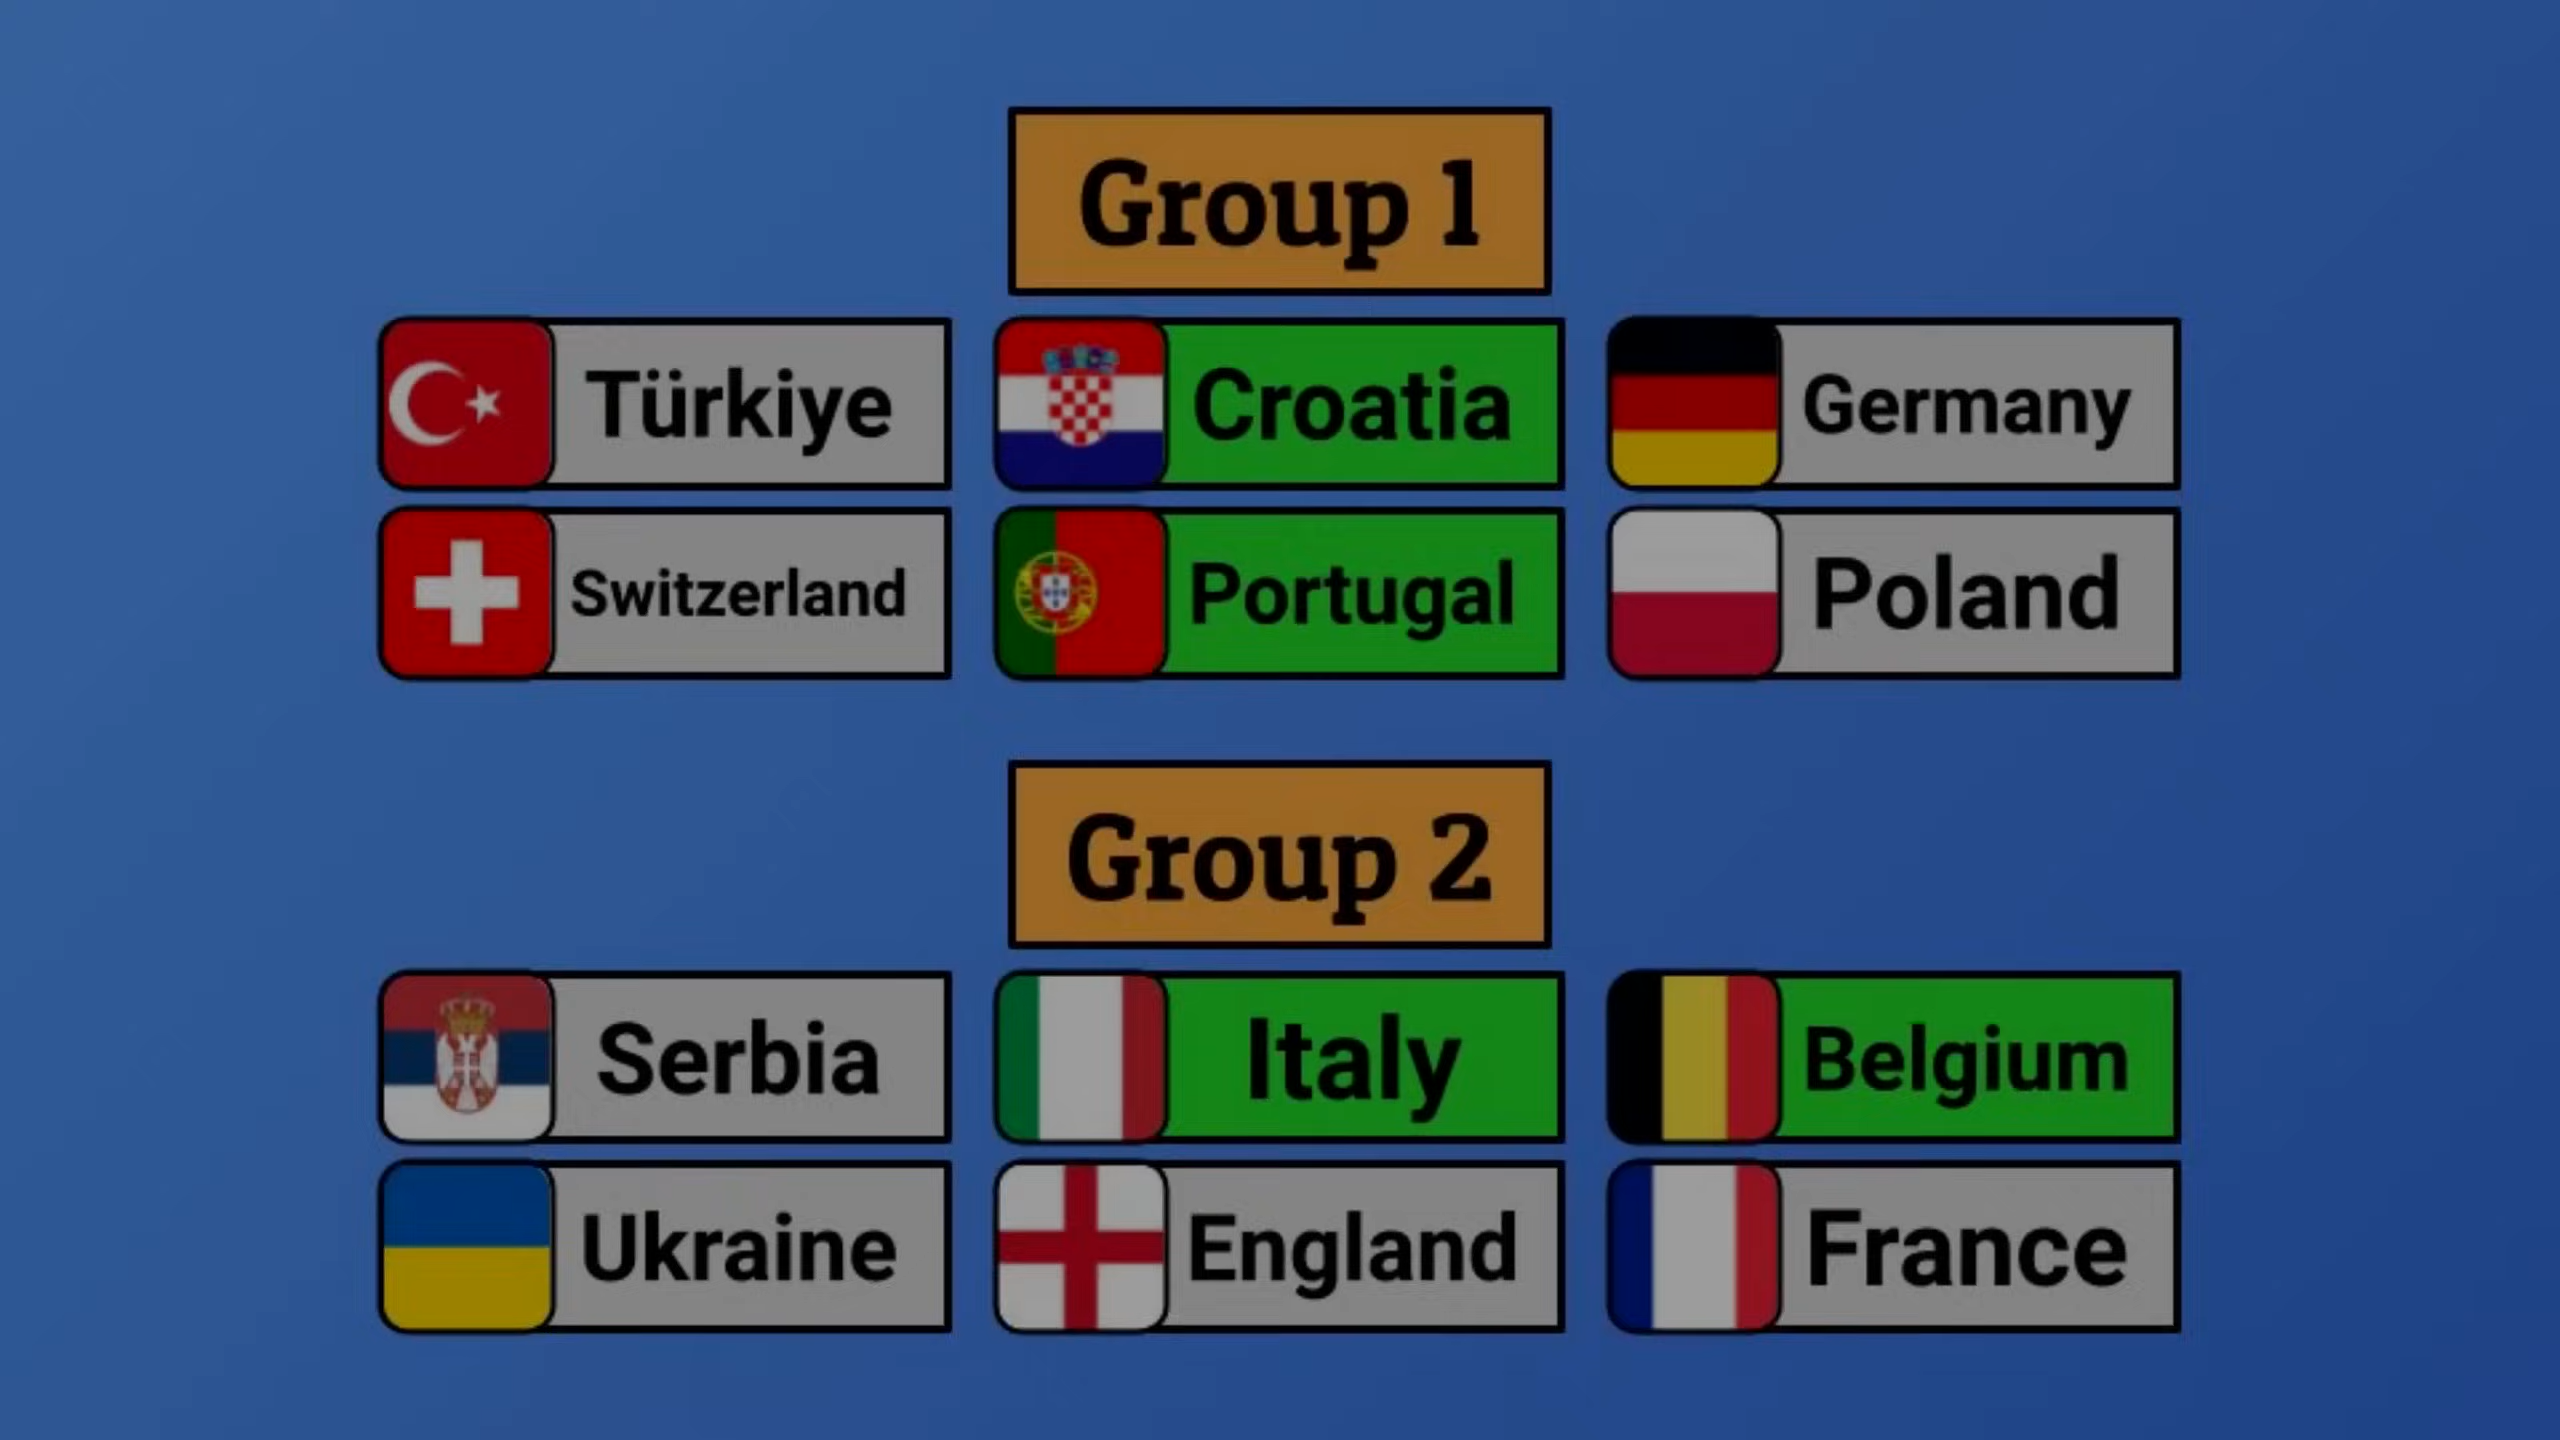 Group 1
Türkiye
Croatia
Germany
Switzerland
Portugal
Poland
Group 2
Serbia
Italy
Belgium
Ukraine
England
France